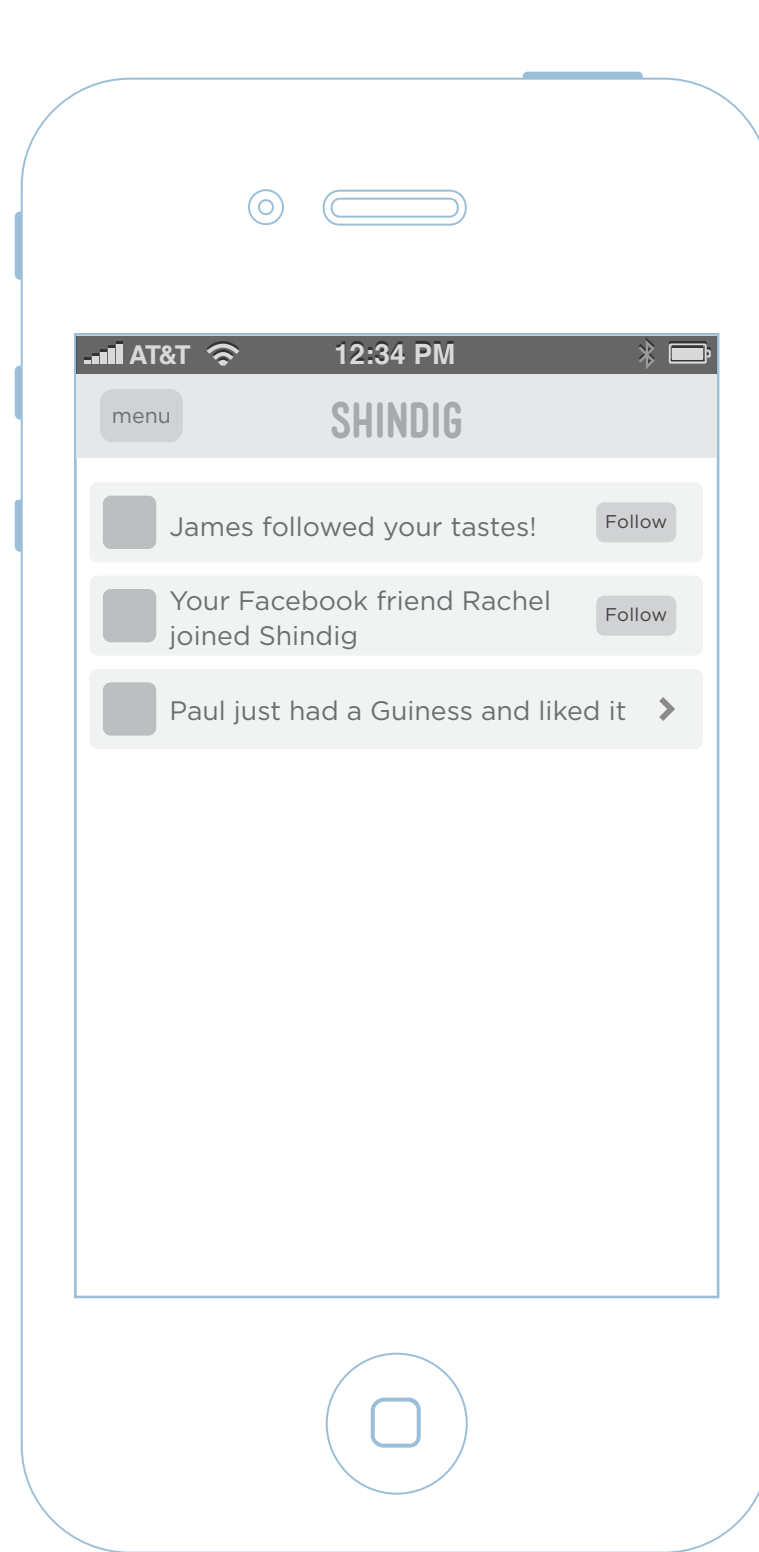 AT&T 12:34 PM
menu SHINDIG
James followed your tastes! Follow
Your Facebook friend Rachel
joined Shindig
Follow
Paul just had a Guiness and liked it